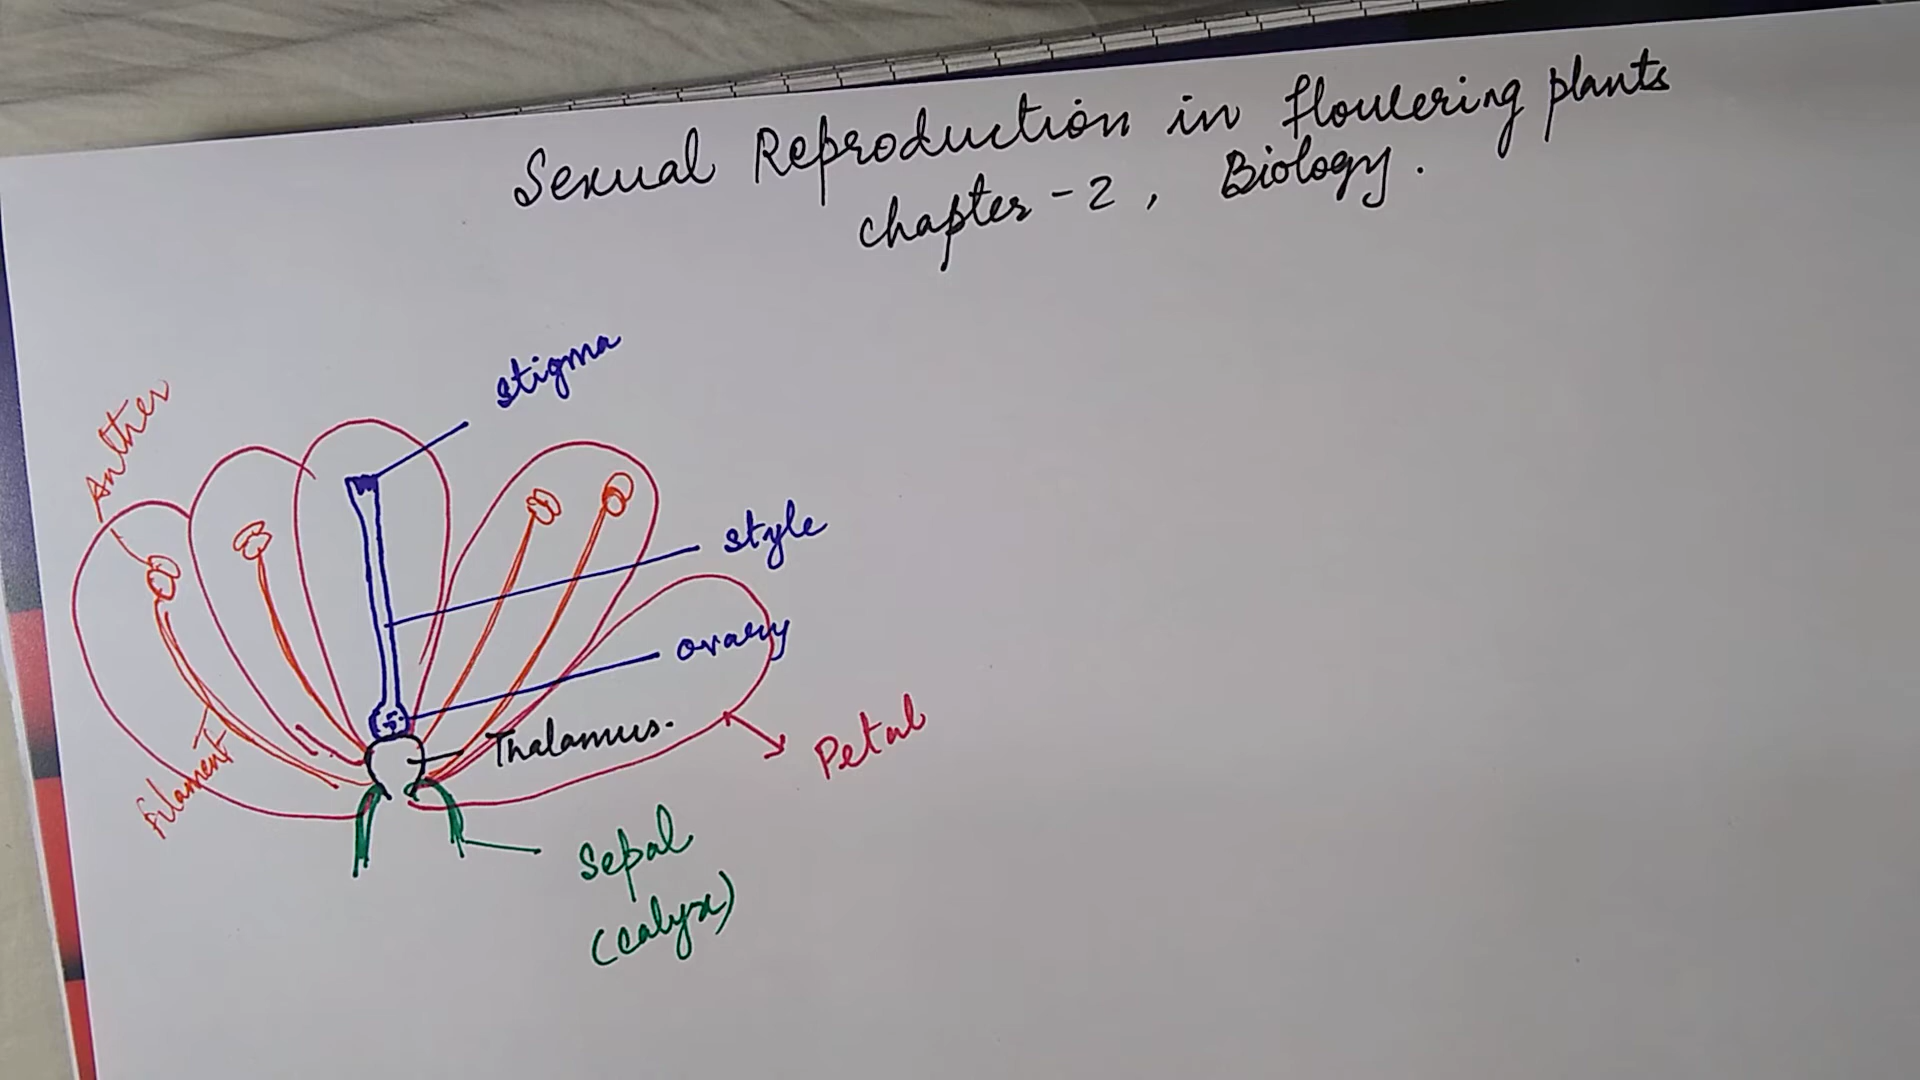 Sexual Reproduction in flowering plants
chapter-2, Biology.
stigma
Anther
style
ovary
Thalamus.
Petal
Filament
Sepal
(calyx)